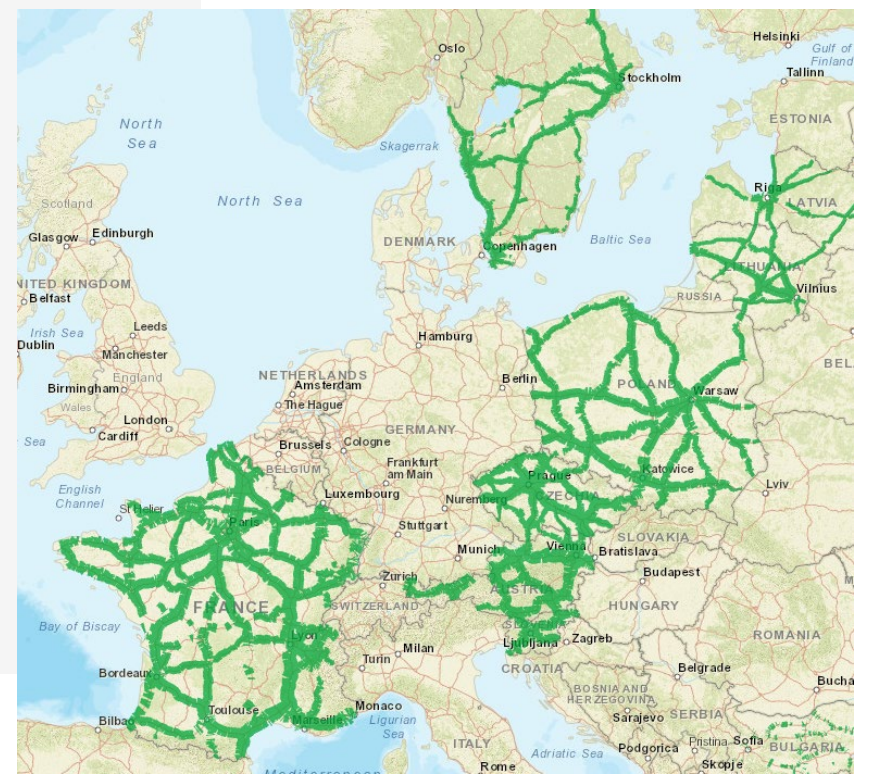 Oslo
Helsinki
Gulf of
Finland
Stockholm
Tallinn
North
Sea
ESTONIA
Skagerrak
Riga
LATVIA
Scotland
North Sea
Glasgow
Edinburgh
DENMARK
Copenhagen
Baltic Sea
LITHUANIA
NITED KINGDOM
Belfast
RUSSIA
Vilnius
Irish Sea
Leeds
Dublin
Manchester
Hamburg
BEL
England
NETHERLANDS
Berlin
Birmingham
Amsterdam
POLAND
Warsaw
Wales
The Hague
London
Cardiff
GERMANY
Sea
Brussels
Cologne
BELGIUM
Frankfurt
am Main
Katowice
Prague
Lviv
English
Channel
Luxembourg
Nuremberg
CZECHIA
St Helier
Paris
Stuttgart
SLOVAKIA
Munich
Vienna
Bratislava
Zurich
Budapest
AUSTRIA
FRANCE
SWITZERLAND
HUNGARY
Bay of Biscay
SLOVENIA
Lyon
Ljubljana
Zagreb
ROMANIA
Milan
Turin
CROATIA
Belgrade
Bordeaux
Bucha
BOSNIA AND
HERZEGOVINA
Monaco
Toulouse
Marseille
Ligurian
Sea
Bilbao
Sarajevo
SERBIA
ITALY
Adriatic Sea
Podgorica
Pristina
Sofia
BULGARIA
Rome
Skopje
Mediterranean